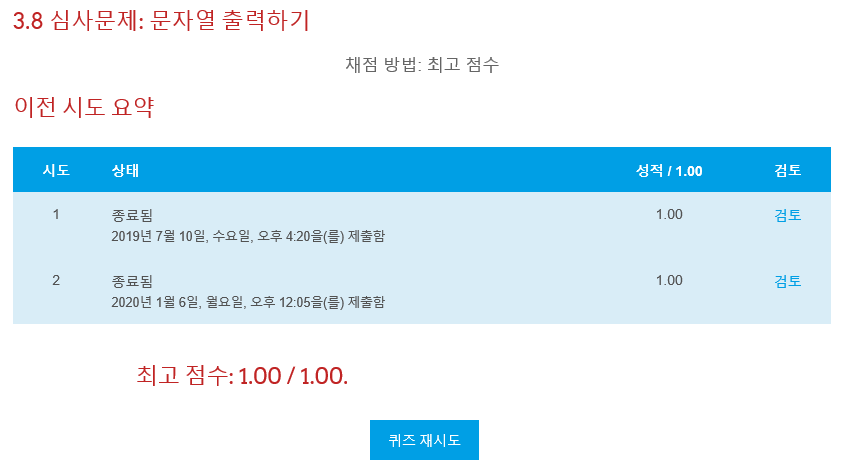 3.8 심사문제: 문자열 출력하기
채점 방법: 최고 점수
이전 시도 요약
시도 상태 성적 / 1.00 검토
1 종료됨 1.00 검토
2019년 7월 10일, 수요일, 오후 4:20을(를) 제출함
2 종료됨 1.00 검토
2020년 1월 6일, 월요일, 오후 12:05을(를) 제출함
최고 점수: 1.00 / 1.00.
퀴즈 재시도